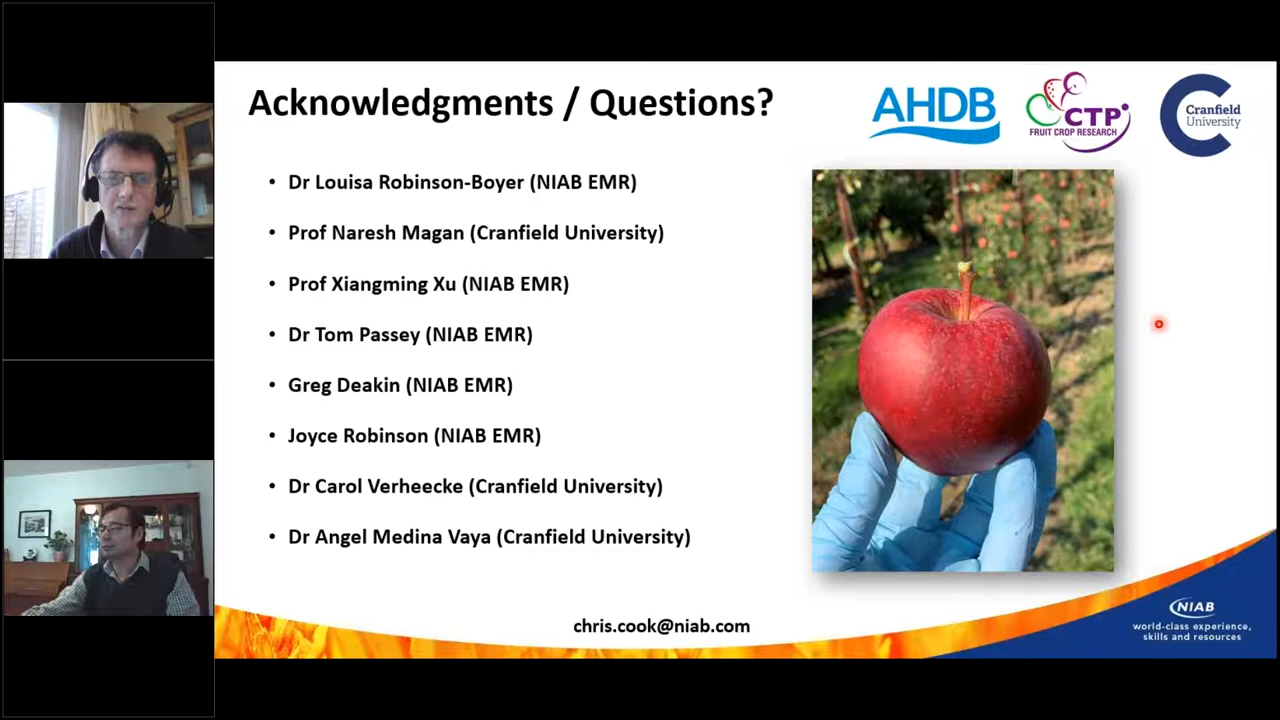 Acknowledgments / Questions?
AHDB
CTP
FRUIT CROP RESEARCH
Cranfield
University
• Dr Louisa Robinson-Boyer (NIAB EMR)
• Prof Naresh Magan (Cranfield University)
• Prof Xiangming Xu (NIAB EMR)
• Dr Tom Passey (NIAB EMR)
• Greg Deakin (NIAB EMR)
• Joyce Robinson (NIAB EMR)
• Dr Carol Verheecke (Cranfield University)
• Dr Angel Medina Vaya (Cranfield University)
chris.cook@niab.com
NIAB
world-class experience,
skills and resources